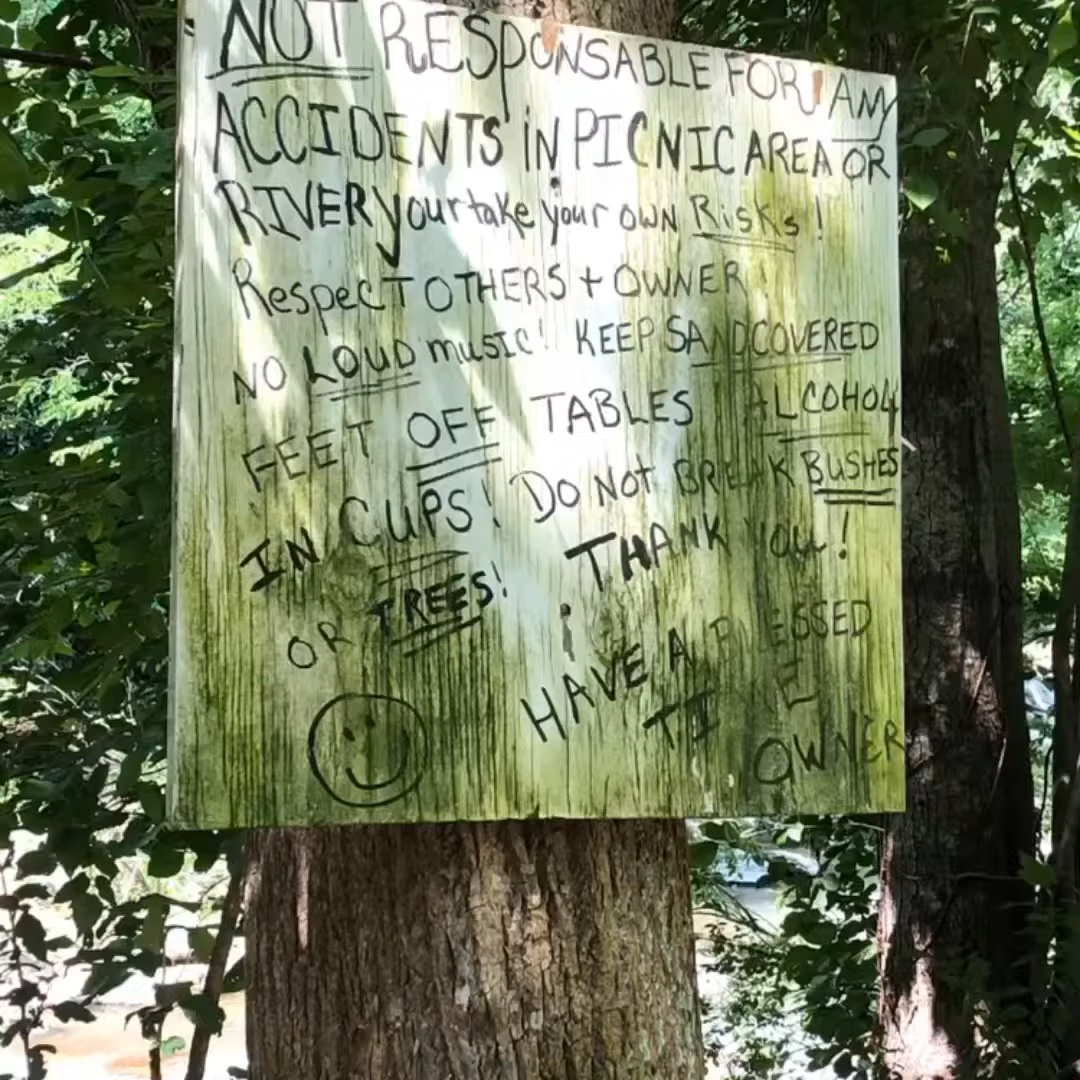 NOT RESPONSABLE FOR ANY
ACCIDENTS iN PICNIC AREA OR
RIVER your take your OWN Risks!
RespecT OTHERS + OWNER
NO LOUD music! KEEP SANDCOVERED
FEET OFF TABLES ALCOHOL
IN CUPS! DO NOT BREAK BUSHES
OR TREES! THANK YOU!
HAVE A BLESSED
OWNER